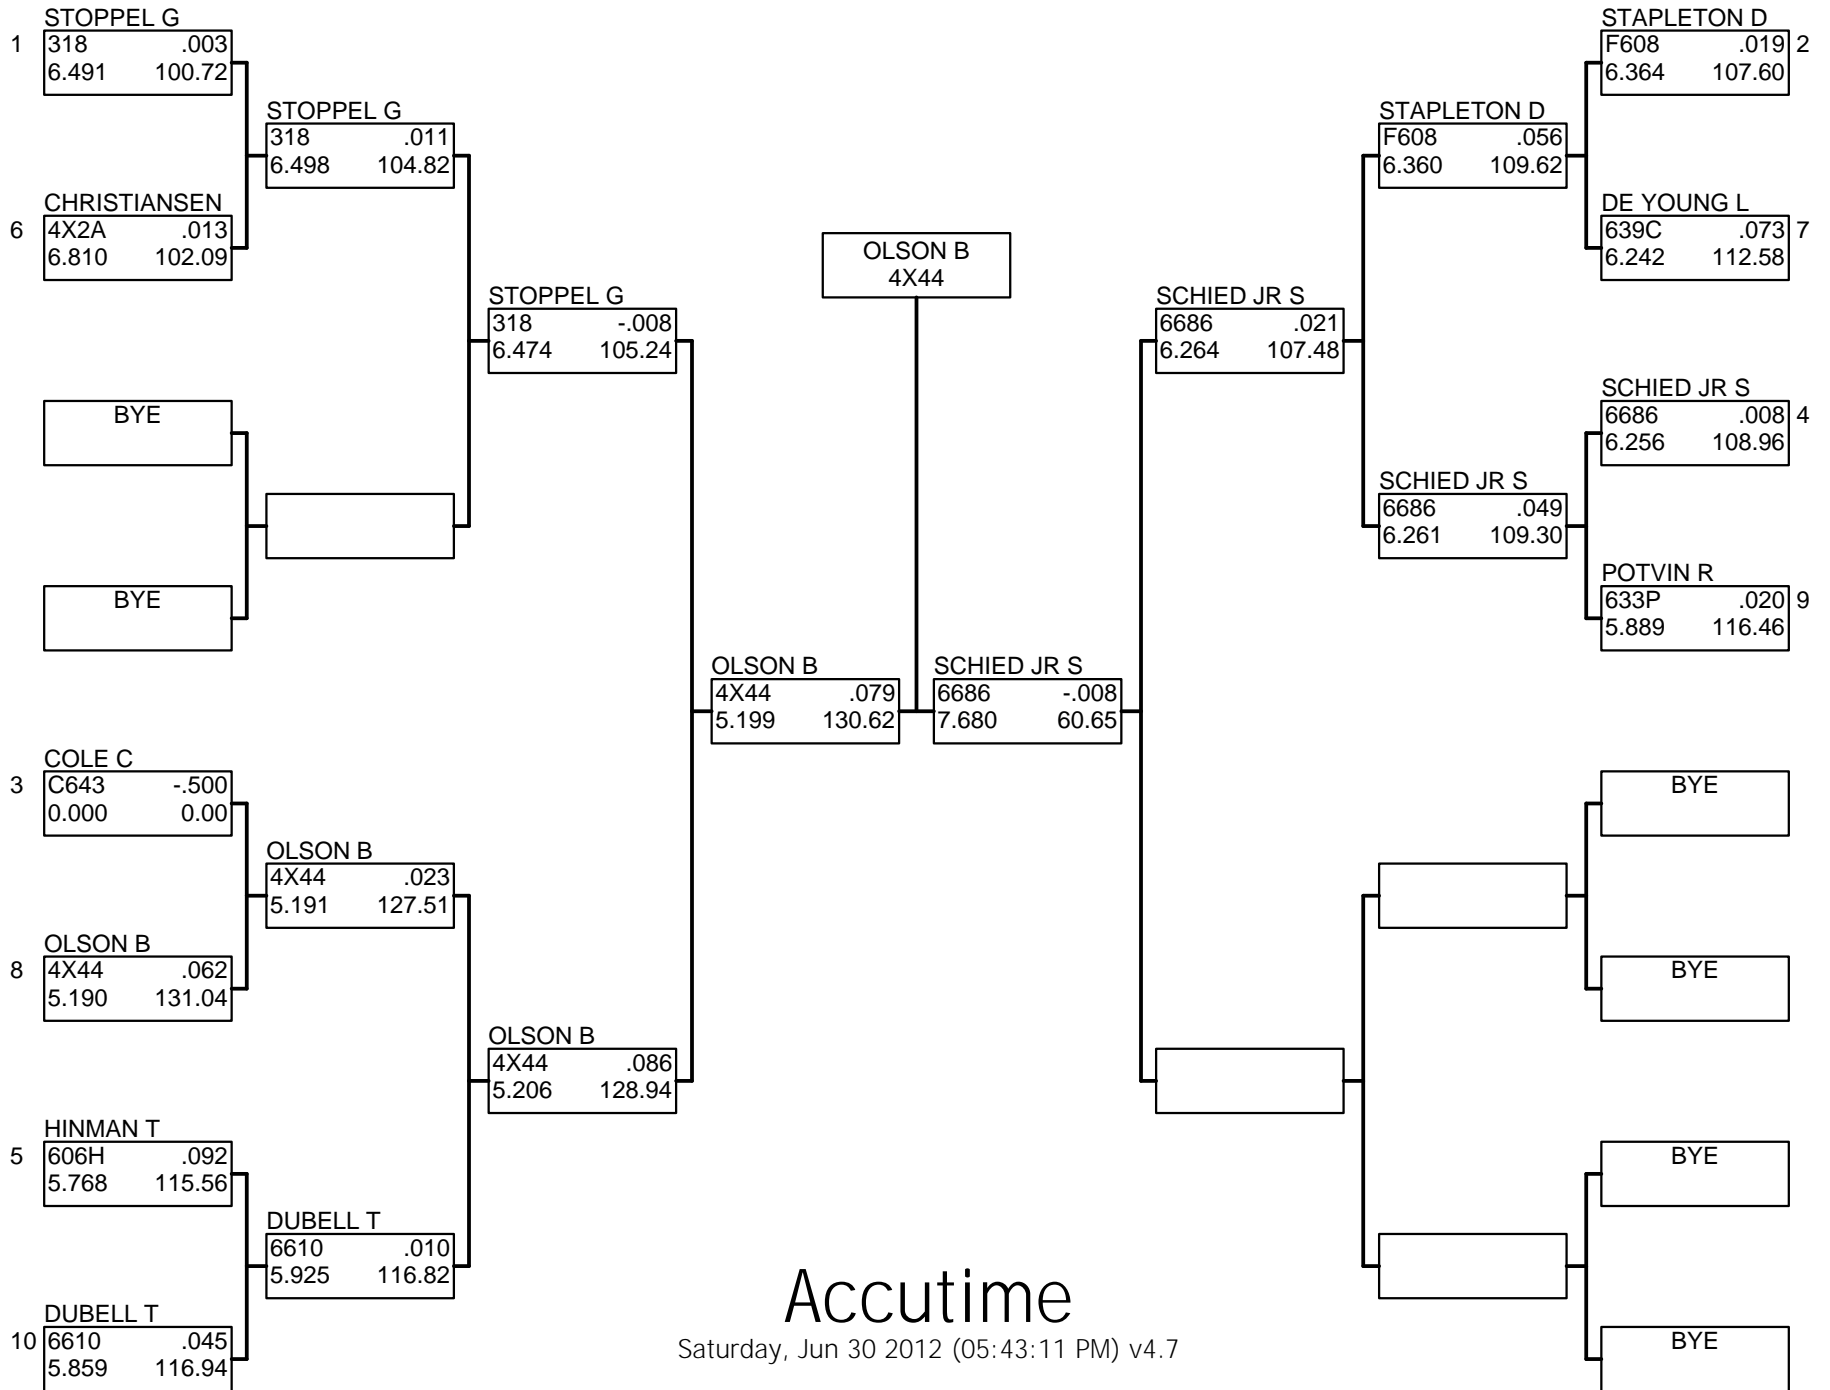 STOPPEL G
1
318 .003
6.491 100.72
CHRISTIANSEN
6
4X2A .013
6.810 102.09
BYE
BYE
COLE C
3
C643 -.500
0.000 0.00
OLSON B
8
4X44 .062
5.190 131.04
HINMAN T
5
606H .092
5.768 115.56
DUBELL T
10
6610 .045
5.859 116.94
STOPPEL G
318 .011
6.498 104.82
OLSON B
4X44 .023
5.191 127.51
DUBELL T
6610 .010
5.925 116.82
STOPPEL G
318 -.008
6.474 105.24
OLSON B
4X44 .086
5.206 128.94
OLSON B
4X44 .079
5.199 130.62
OLSON B
4X44
SCHIED JR S
6686 -.008
7.680 60.65
SCHIED JR S
6686 .021
6.264 107.48
STAPLETON D
F608 .056
6.360 109.62
SCHIED JR S
6686 .049
6.261 109.30
STAPLETON D
F608 .019
2
6.364 107.60
DE YOUNG L
639C .073
7
6.242 112.58
SCHIED JR S
6686 .008
4
6.256 108.96
POTVIN R
633P .020
9
5.889 116.46
BYE
BYE
BYE
BYE
Accutime
Saturday, Jun 30 2012 (05:43:11 PM) v4.7